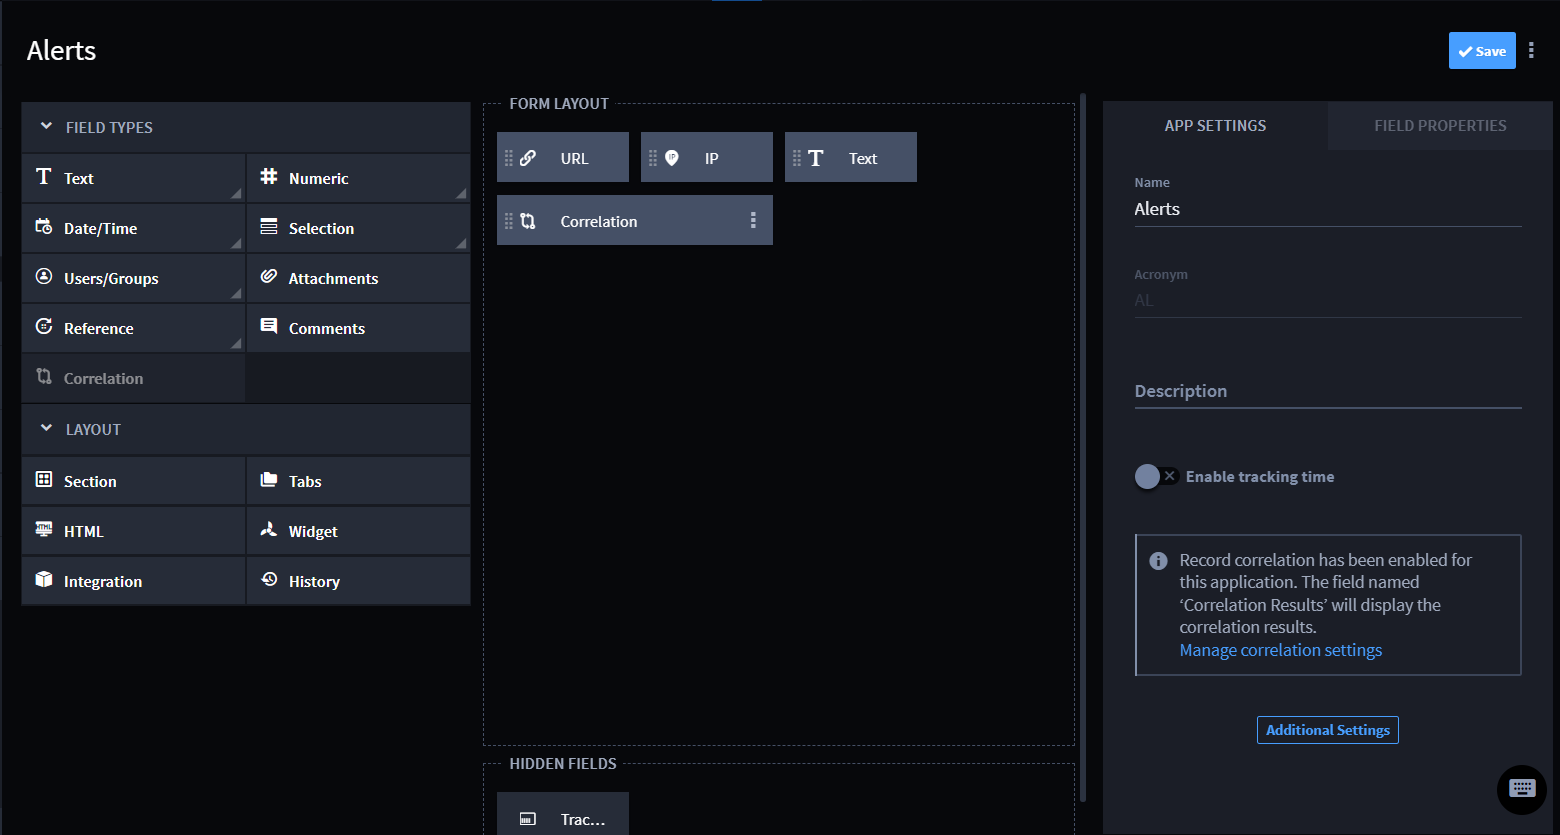 Alerts
Save
FIELD TYPES
Text
Numeric
Date/Time
Selection
Users/Groups
Attachments
Reference
Comments
Correlation
LAYOUT
Section
Tabs
HTML
HTML
Widget
Integration
History
FORM LAYOUT
URL
IP
IP
Text
Correlation
HIDDEN FIELDS
Trac...
APP SETTINGS
FIELD PROPERTIES
Name
Alerts
Acronym
AL
Description
Enable tracking time
Record correlation has been enabled for
this application. The field named
‘Correlation Results’ will display the
correlation results.
Manage correlation settings
Additional Settings